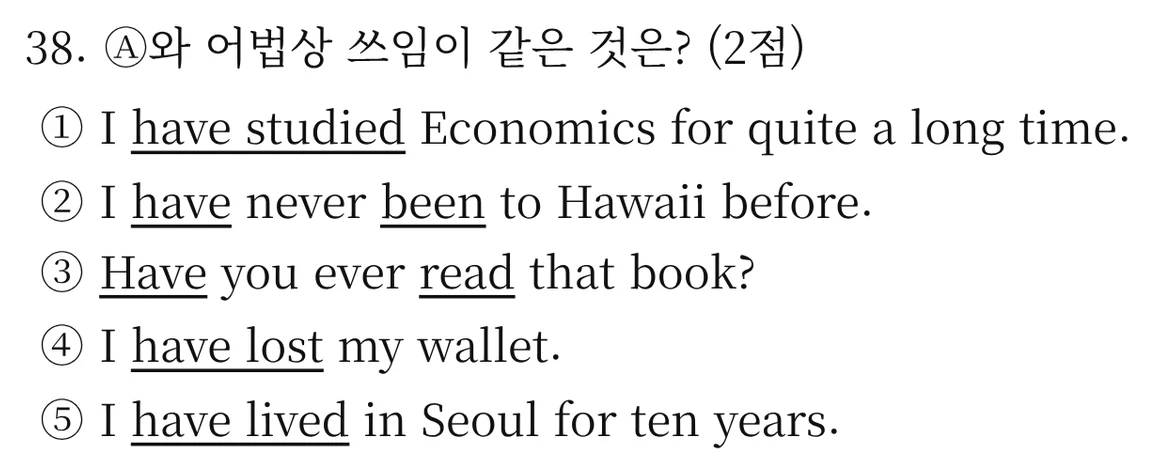 38. Ⓐ와 어법상 쓰임이 같은 것은? (2점)
① I have studied Economics for quite a long time.
② I have never been to Hawaii before.
③ Have you ever read that book?
④ I have lost my wallet.
⑤ I have lived in Seoul for ten years.